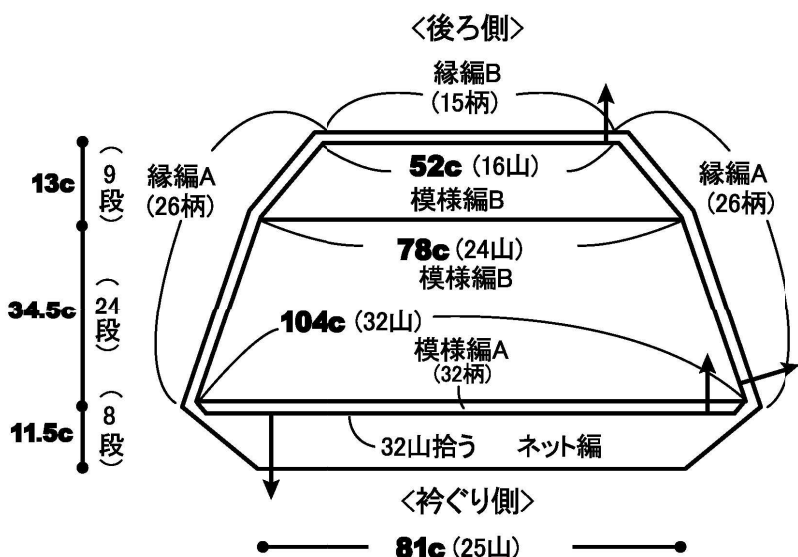 <後ろ側>
縁編B
(15柄)
52c (16山)
模様編B
13c
(9段)
縁編A
(26柄)
縁編A
(26柄)
78c (24山)
模様編B
34.5c
(24段)
104c (32山)
模様編A
(32柄)
11.5c
(8段)
32山拾う ネット編
<衿ぐり側>
81c (25山)